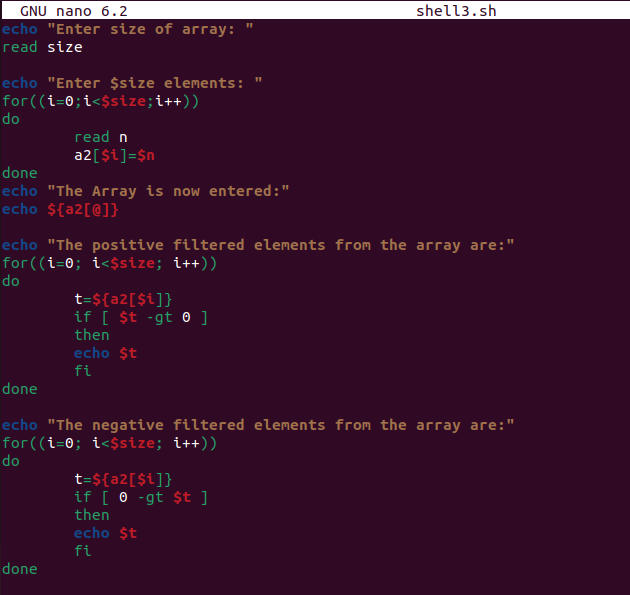 GNU nano 6.2 shell3.sh
echo "Enter size of array: "
read size

echo "Enter $size elements: "
for((i=0;i<$size;i++))
do
        read n
        a2[$i]=$n
done
echo "The Array is now entered:"
echo ${a2[@]}

echo "The positive filtered elements from the array are:"
for((i=0; i<$size; i++))
do
        t=${a2[$i]}
        if [ $t -gt 0 ]
        then
        echo $t
        fi
done

echo "The negative filtered elements from the array are:"
for((i=0; i<$size; i++))
do
        t=${a2[$i]}
        if [ 0 -gt $t ]
        then
        echo $t
        fi
done